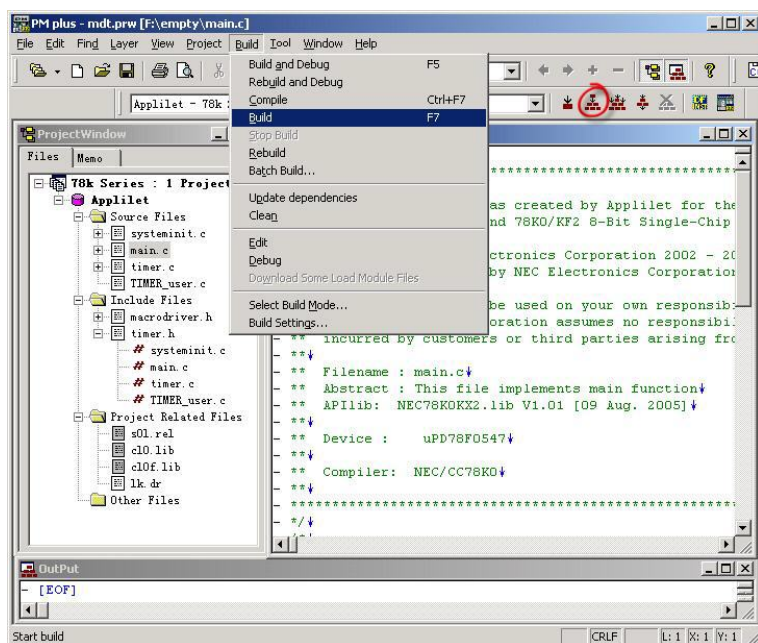 PM plus - mdt.prw [F:\empty\main.c]
File Edit Find Layer View Project Build Tool Window Help
Applilet - 78k
Build and Debug F5
Rebuild and Debug
Compile Ctrl+F7
Build F7
Stop Build
Rebuild
Batch Build...
Update dependencies
Clean
Edit
Debug
Download Some Load Module Files
Select Build Mode...
Build Settings...
ProjectWindow
Files Memo
78k Series : 1 Project
Applilet
Source Files
systeminit.c
main.c
timer.c
TIMER_user.c
Include Files
macrodriver.h
timer.h
# systeminit.c
# main.c
# timer.c
# TIMER_user.c
Project Related Files
s0l.rel
cl0.lib
cl0f.lib
lk.dr
Other Files
as created by Applilet for the
nd 78K0/KF2 8-Bit Single-Chip
ectronics Corporation 2002 - 20
by NEC Electronics Corporation
be used on your own responsib
oration assumes no responsibil
** incurred by customers or third parties arising fro
**
** Filename : main.c
** Abstract : This file implements main function
** APIlib: NEC78K0KX2.lib V1.01 [09 Aug. 2005]
**
** Device : uPD78F0547
**
** Compiler: NEC/CC78K0
**
*/
OutPut
[EOF]
Start build
CRLF L: 1 X: 1 Y: 1